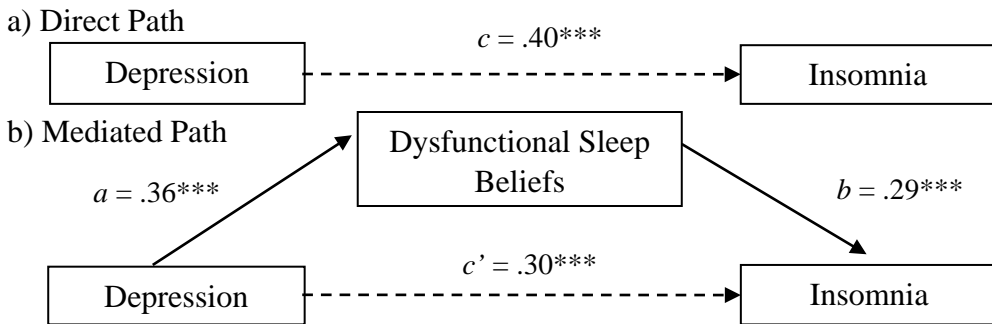 a) Direct Path
c = .40***
Depression
Insomnia
b) Mediated Path
Dysfunctional Sleep
Beliefs
a = .36***
b = .29***
c’ = .30***
Depression
Insomnia